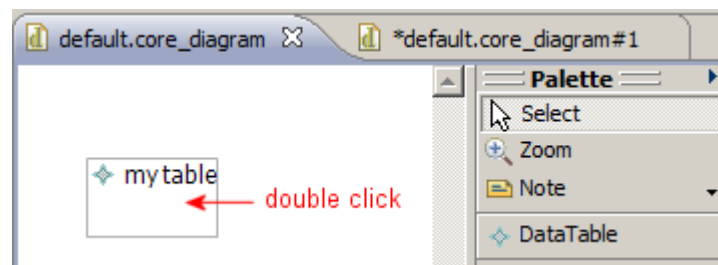 default.core_diagram
*default.core_diagram#1
Palette
Select
Zoom
Note
DataTable
mytable
double click